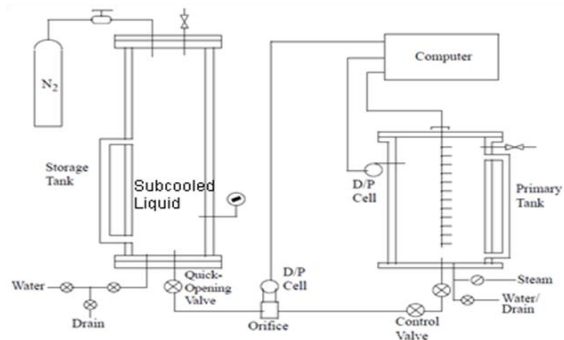 N2
Computer
Storage
Tank
Subcooled
Liquid
D/P
Cell
Primary
Tank
Water
Drain
Quick-
Opening
Valve
D/P
Cell
Orifice
Control
Valve
Steam
Water/
Drain